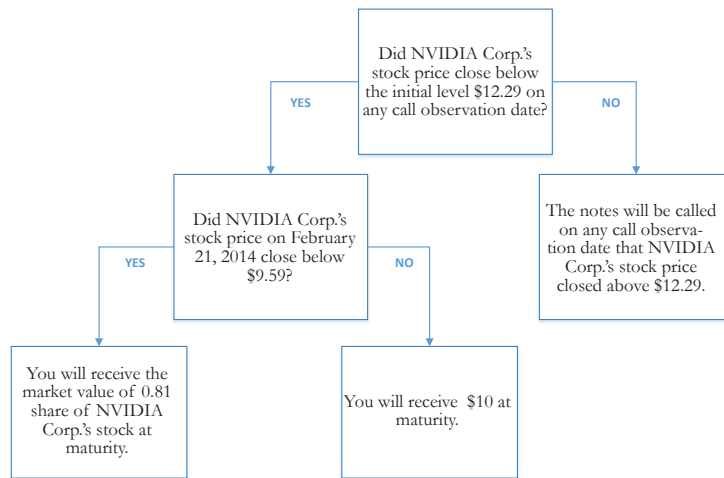 Did NVIDIA Corp.'s
stock price close below
the initial level $12.29 on
any call observation date?
YES
NO
Did NVIDIA Corp.'s
stock price on February
21, 2014 close below
$9.59?
The notes will be called
on any call observa-
tion date that NVIDIA
Corp.'s stock price
closed above $12.29.
YES
NO
You will receive the
market value of 0.81
share of NVIDIA
Corp.'s stock at
maturity.
You will receive $10 at
maturity.